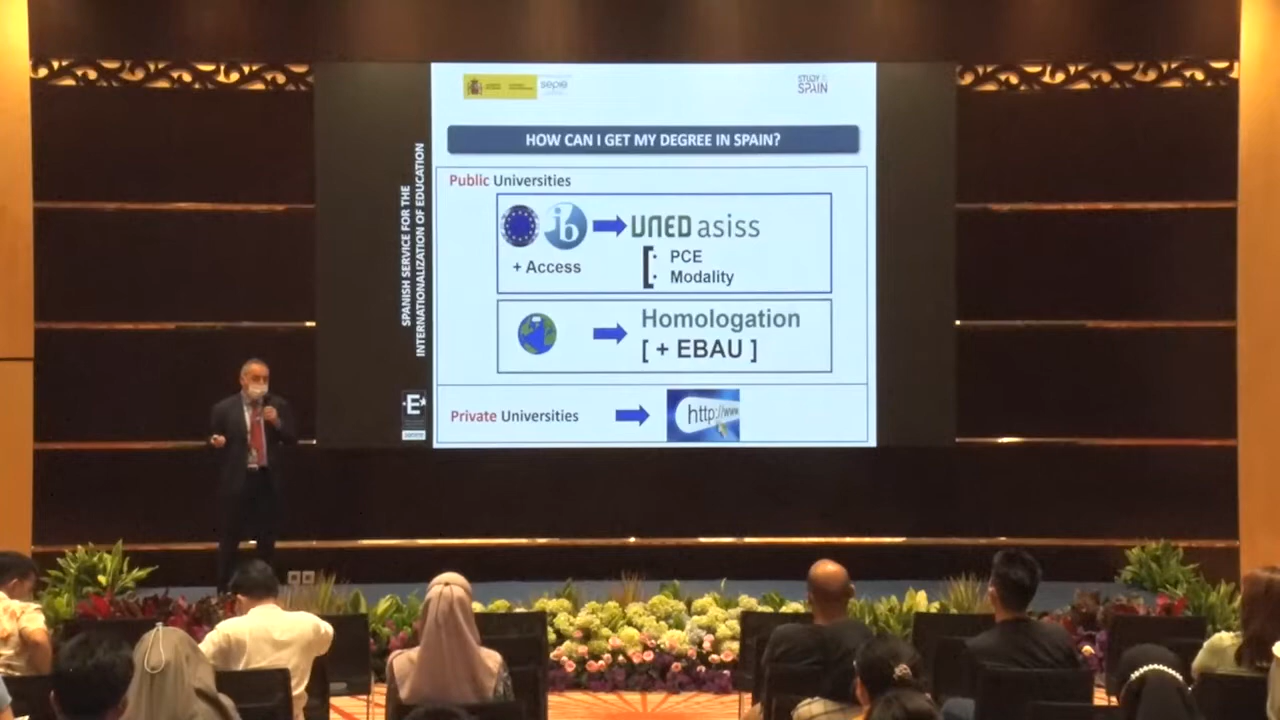 sepie
STUDY IN
SPAIN
SPANISH SERVICE FOR THE
INTERNATIONALIZATION OF EDUCATION
E
HOW CAN I GET MY DEGREE IN SPAIN?
Public Universities
ib
UNED asiss
+ Access
PCE
Modality
Homologation
[ + EBAU ]
Private Universities
http://www